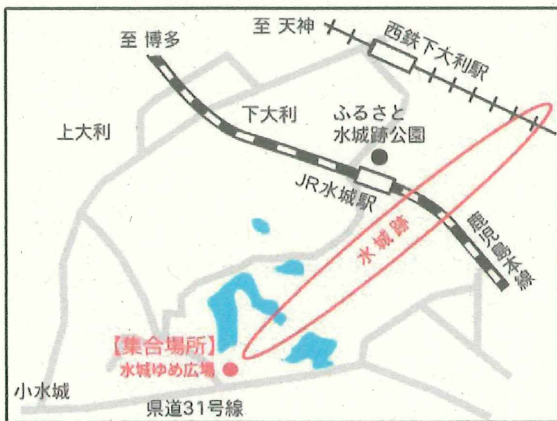 至 天神
西鉄下大利駅
至 博多
下大利
上大利
ふるさと
水城跡公園
JR水城駅
鹿児島本線
水城跡
【集合場所】
水城ゆめ広場
小水城
県道31号線